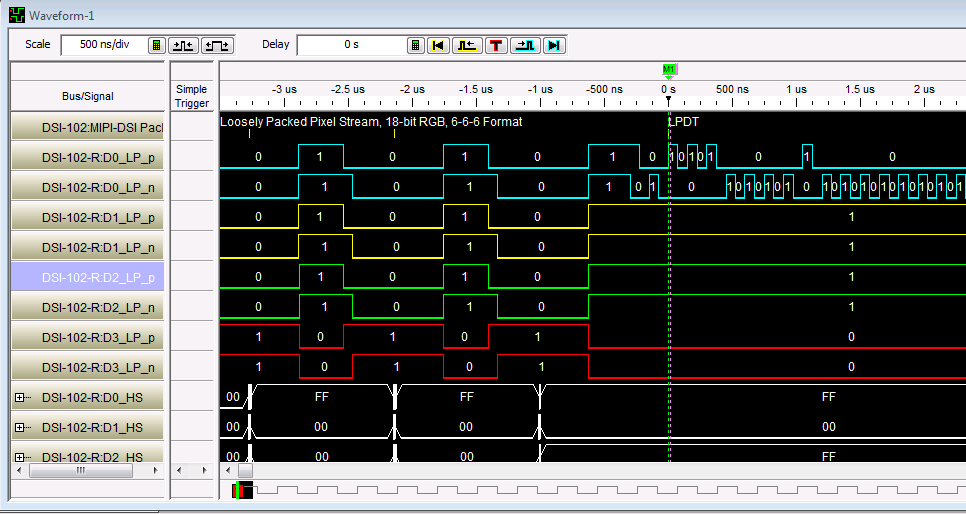 Waveform-1
Scale 500 ns/div Delay 0 s
M1
Bus/Signal Simple Trigger -3 us -2.5 us -2 us -1.5 us -1 us -500 ns 0 s 500 ns 1 us 1.5 us 2 us
DSI-102:MIPI-DSI Pac Loosely Packed Pixel Stream, 18-bit RGB, 6-6-6 Format LPDT
DSI-102-R:D0_LP_p 0 1 0 1 0 1 0 1 0 1 0 1 0 1 0
DSI-102-R:D0_LP_n 0 1 0 1 0 1 0 1 0 1 0 1 0 1 0 1 0 1 0 1 0 1 0 1 0 1 0 1 0 1 0 1
DSI-102-R:D1_LP_p 0 1 0 1 0 1
DSI-102-R:D1_LP_n 0 1 0 1 0 1
DSI-102-R:D2_LP_p 0 1 0 1 0 1
DSI-102-R:D2_LP_n 0 1 0 1 0 1
DSI-102-R:D3_LP_p 1 0 1 0 1 0
DSI-102-R:D3_LP_n 1 0 1 0 1 0
DSI-102-R:D0_HS 00 FF FF FF
DSI-102-R:D1_HS 00 00 00 00
DSI-102-R:D2_HS 00 00 00 FF